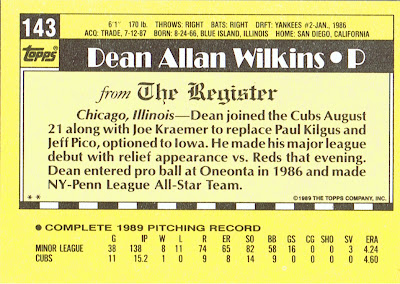 143
6'1" 170 lb. THROWS: RIGHT BATS: RIGHT DRFT: YANKEES #2-JAN., 1986
ACQ: TRADE, 7-12-87 BORN: 8-24-66, BLUE ISLAND, ILLINOIS HOME: SAN DIEGO, CALIFORNIA
Topps Dean Allan Wilkins • P
from The Register
Chicago, Illinois—Dean joined the Cubs August
21 along with Joe Kraemer to replace Paul Kilgus and
Jeff Pico, optioned to Iowa. He made his major league
debut with relief appearance vs. Reds that evening.
Dean entered pro ball at Oneonta in 1986 and made
NY-Penn League All-Star Team.
* * ©1989 THE TOPPS COMPANY, INC.
● COMPLETE 1989 PITCHING RECORD
G IP W L R ER SO BB GS CG SHO SV ERA
MINOR LEAGUE 38 138 8 11 74 65 82 58 16 0 0 3 4.24
CUBS 11 15.2 1 0 9 8 14 9 0 0 0 0 4.60